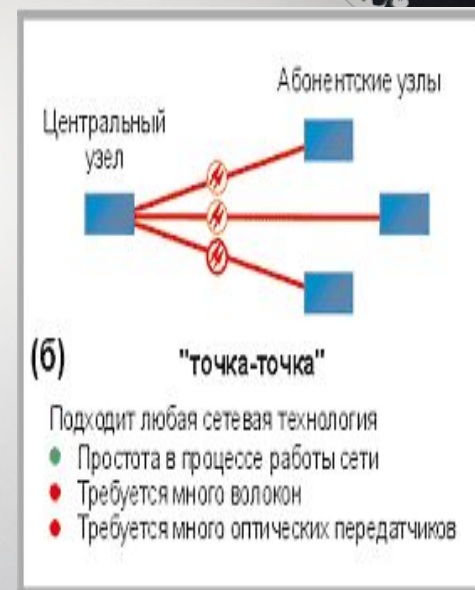 Абонентские узлы
Центральный
узел
(б)
"точка-точка"
Подходит любая сетевая технология
Простота в процессе работы сети
Требуется много волокон
Требуется много оптических передатчиков